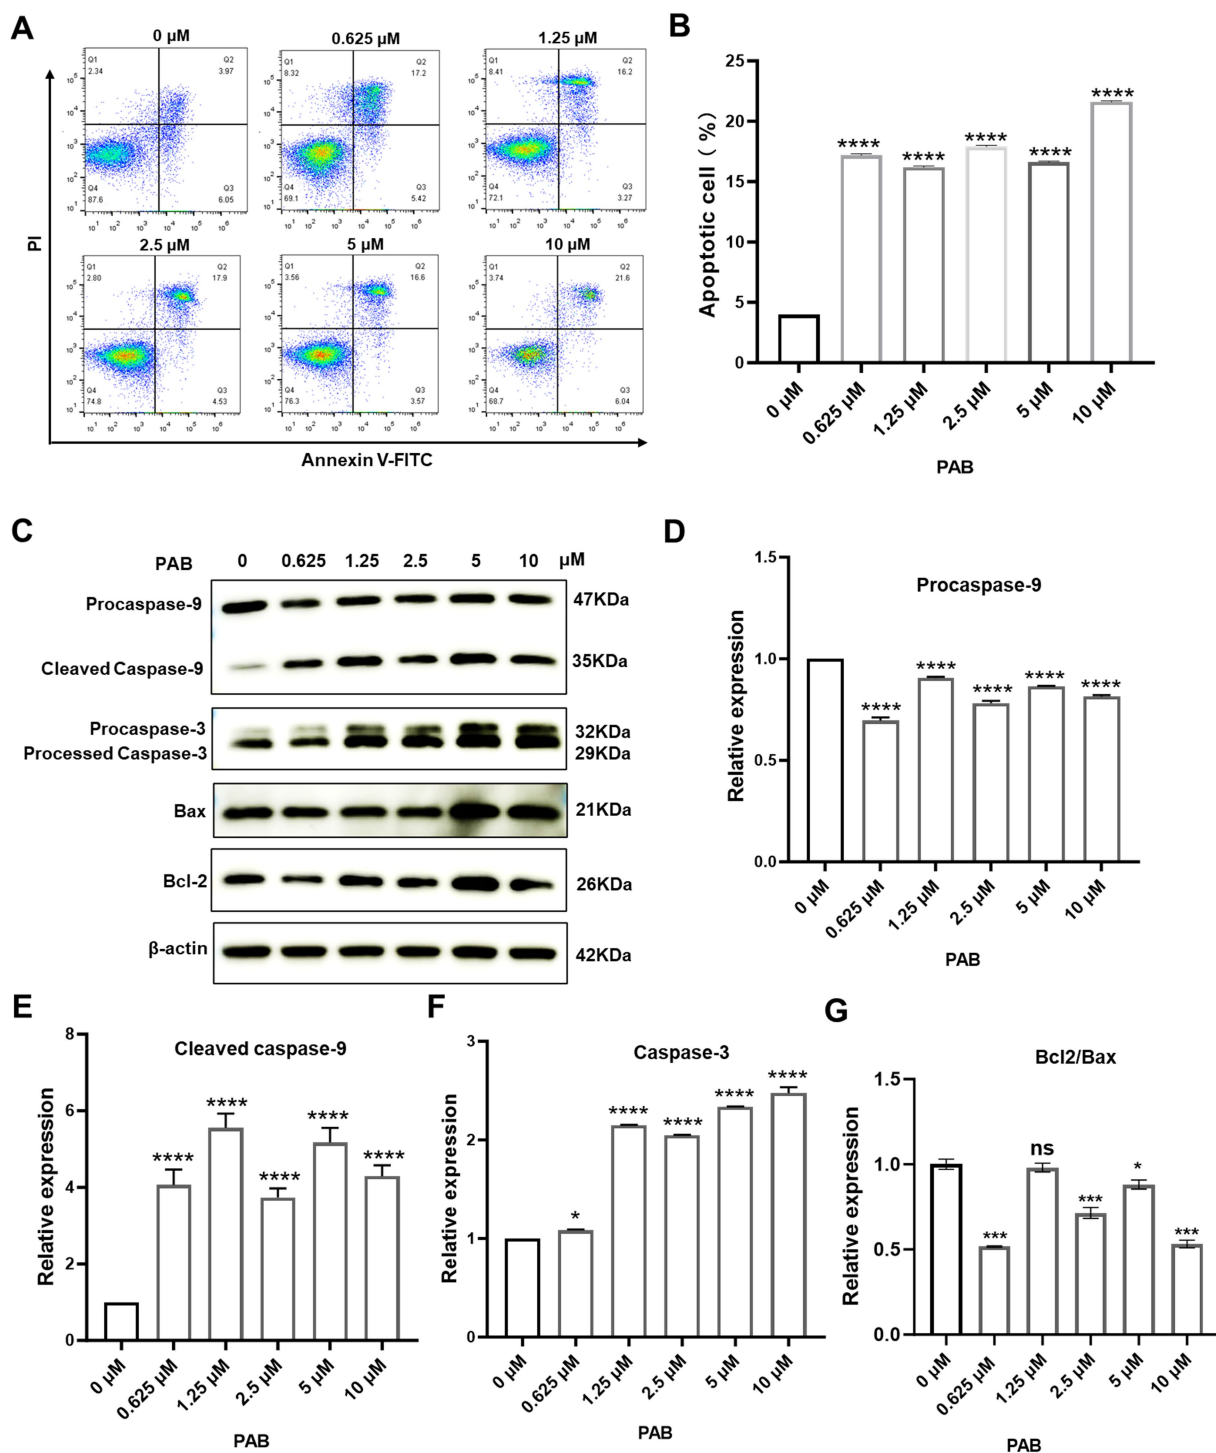 A
0 µM
0.625 µM
1.25 µM
Q1
2.34
Q2
3.97
Q4
87.6
Q3
6.05
Q1
8.32
Q2
17.2
Q4
69.1
Q3
5.42
Q1
8.41
Q2
16.2
Q4
72.1
Q3
3.27
2.5 µM
5 µM
10 µM
Q1
2.80
Q2
17.9
Q4
74.8
Q3
4.53
Q1
3.56
Q2
16.6
Q4
76.3
Q3
3.57
Q1
3.74
Q2
21.6
Q4
68.7
Q3
6.04
PI
Annexin V-FITC
B
Apoptotic cell ( %)
25
20
15
10
5
0
****
****
****
****
****
0 µM
0.625 µM
1.25 µM
2.5 µM
5 µM
10 µM
PAB
C
PAB 0 0.625 1.25 2.5 5 10 µM
Procaspase-9 47KDa
Cleaved Caspase-9 35KDa
Procaspase-3 32KDa
Processed Caspase-3 29KDa
Bax 21KDa
Bcl-2 26KDa
β-actin 42KDa
D
Procaspase-9
Relative expression
1.5
1.0
0.5
0.0
****
****
****
****
****
0 µM
0.625 µM
1.25 µM
2.5 µM
5 µM
10 µM
PAB
E
Cleaved caspase-9
Relative expression
8
6
4
2
0
****
****
****
****
****
0 µM
0.625 µM
1.25 µM
2.5 µM
5 µM
10 µM
PAB
F
Caspase-3
Relative expression
3
2
1
0
*
****
****
****
****
0 µM
0.625 µM
1.25 µM
2.5 µM
5 µM
10 µM
PAB
G
Bcl2/Bax
Relative expression
1.5
1.0
0.5
0.0
***
ns
***
*
***
0 µM
0.625 µM
1.25 µM
2.5 µM
5 µM
10 µM
PAB